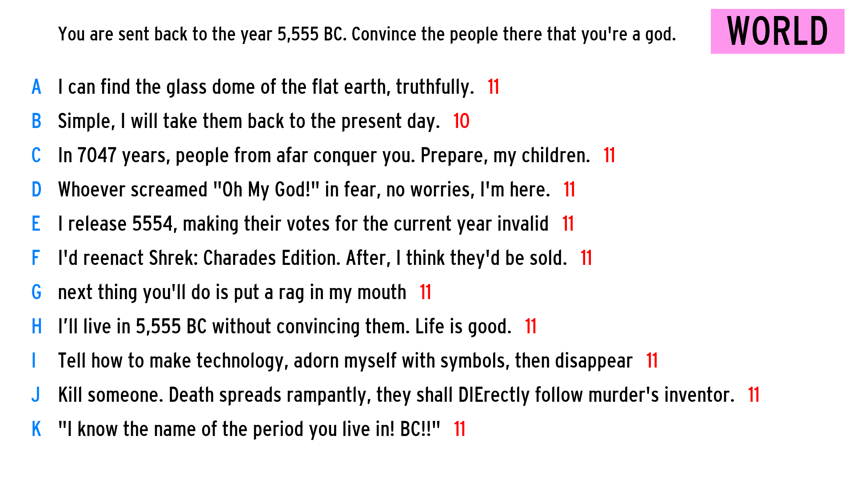 You are sent back to the year 5,555 BC. Convince the people there that you're a god. WORLD
A I can find the glass dome of the flat earth, truthfully. 11
B Simple, I will take them back to the present day. 10
C In 7047 years, people from afar conquer you. Prepare, my children. 11
D Whoever screamed "Oh My God!" in fear, no worries, I'm here. 11
E I release 5554, making their votes for the current year invalid 11
F I'd reenact Shrek: Charades Edition. After, I think they'd be sold. 11
G next thing you'll do is put a rag in my mouth 11
H I’ll live in 5,555 BC without convincing them. Life is good. 11
I Tell how to make technology, adorn myself with symbols, then disappear 11
J Kill someone. Death spreads rampantly, they shall DIErectly follow murder's inventor. 11
K "I know the name of the period you live in! BC!!" 11